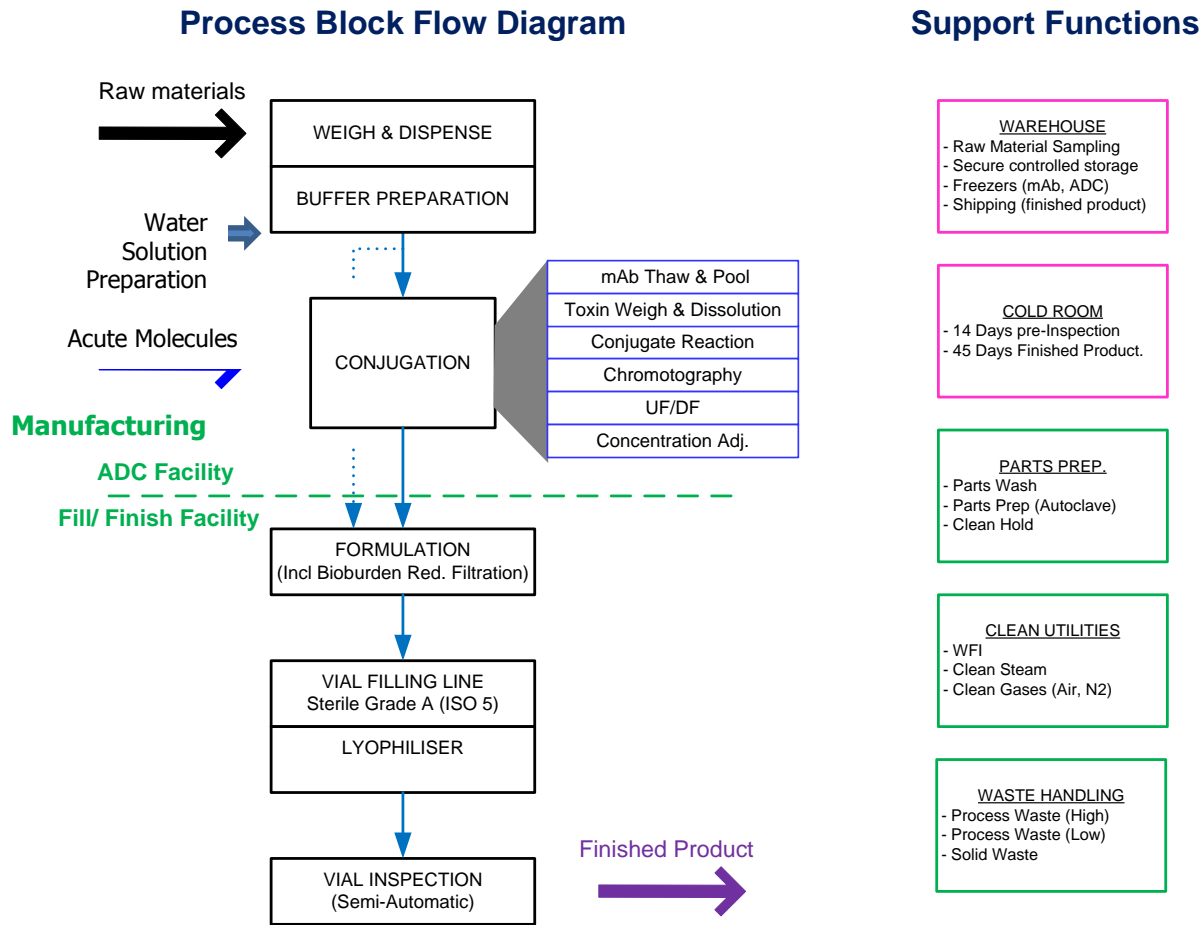 Process Block Flow Diagram
Support Functions
Raw materials
WEIGH & DISPENSE
BUFFER PREPARATION
Water
Solution
Preparation
Acute Molecules
CONJUGATION
mAb Thaw & Pool
Toxin Weigh & Dissolution
Conjugate Reaction
Chromotography
UF/DF
Concentration Adj.
Manufacturing
ADC Facility
Fill/ Finish Facility
FORMULATION
(Incl Bioburden Red. Filtration)
VIAL FILLING LINE
Sterile Grade A (ISO 5)
LYOPHILISER
VIAL INSPECTION
(Semi-Automatic)
Finished Product
WAREHOUSE
- Raw Material Sampling
- Secure controlled storage
- Freezers (mAb, ADC)
- Shipping (finished product)
COLD ROOM
- 14 Days pre-Inspection
- 45 Days Finished Product.
PARTS PREP.
- Parts Wash
- Parts Prep (Autoclave)
- Clean Hold
CLEAN UTILITIES
- WFI
- Clean Steam
- Clean Gases (Air, N2)
WASTE HANDLING
- Process Waste (High)
- Process Waste (Low)
- Solid Waste